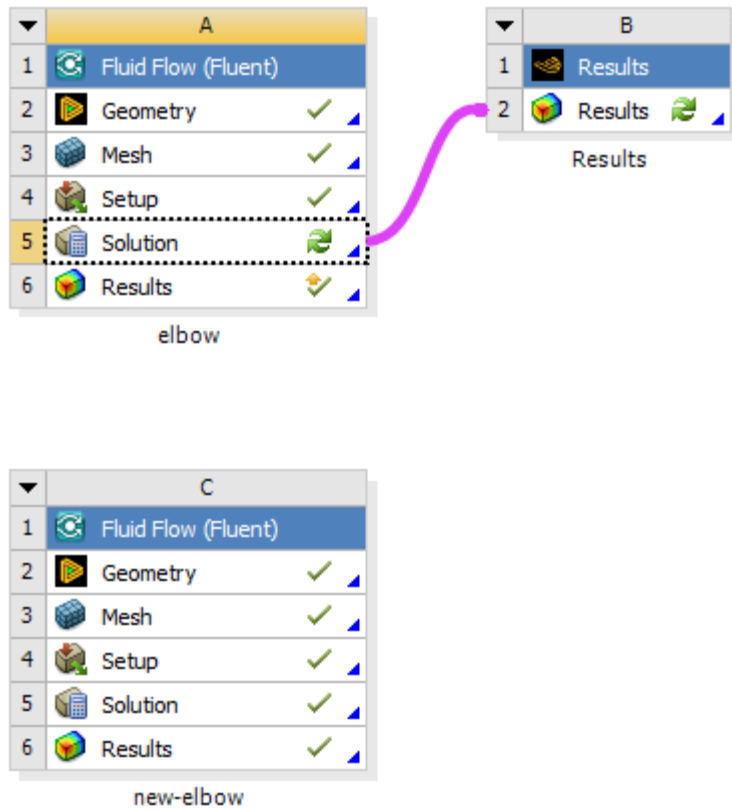 A
1 Fluid Flow (Fluent)
2 Geometry
3 Mesh
4 Setup
5 Solution
6 Results
elbow
B
1 Results
2 Results
Results
C
1 Fluid Flow (Fluent)
2 Geometry
3 Mesh
4 Setup
5 Solution
6 Results
new-elbow